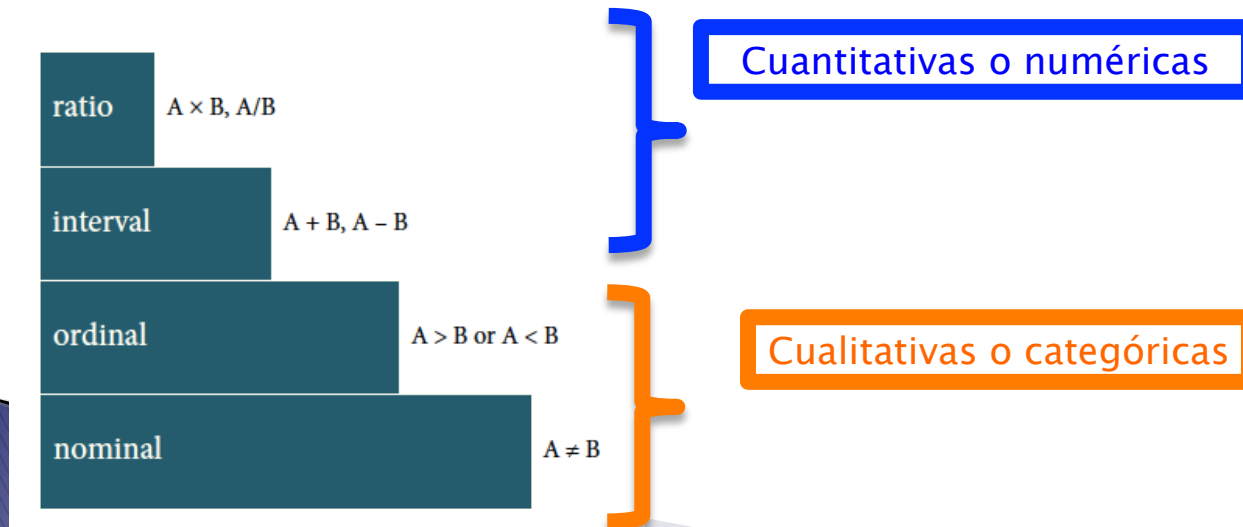 Cuantitativas o numéricas
ratio A × B, A/B
interval A + B, A – B
ordinal A > B or A < B
Cualitativas o categóricas
nominal A ≠ B